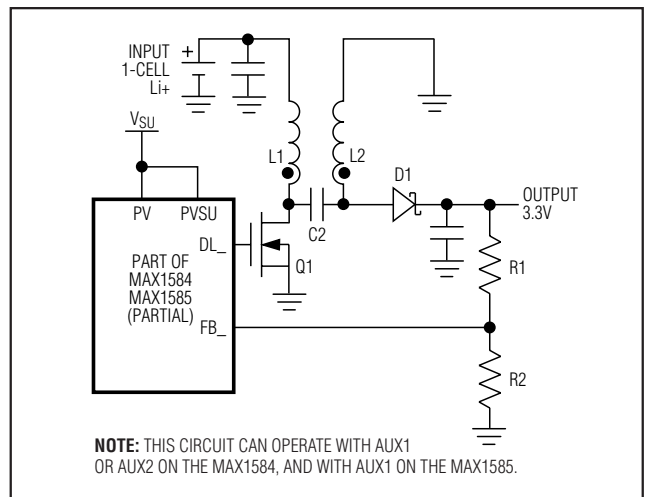 INPUT +
1-CELL
Li+
VSU
L1
L2
D1
OUTPUT
3.3V
PV
PVSU
C2
DL_
Q1
R1
PART OF
MAX1584
MAX1585
(PARTIAL)
FB_
R2
NOTE: THIS CIRCUIT CAN OPERATE WITH AUX1
OR AUX2 ON THE MAX1584, AND WITH AUX1 ON THE MAX1585.